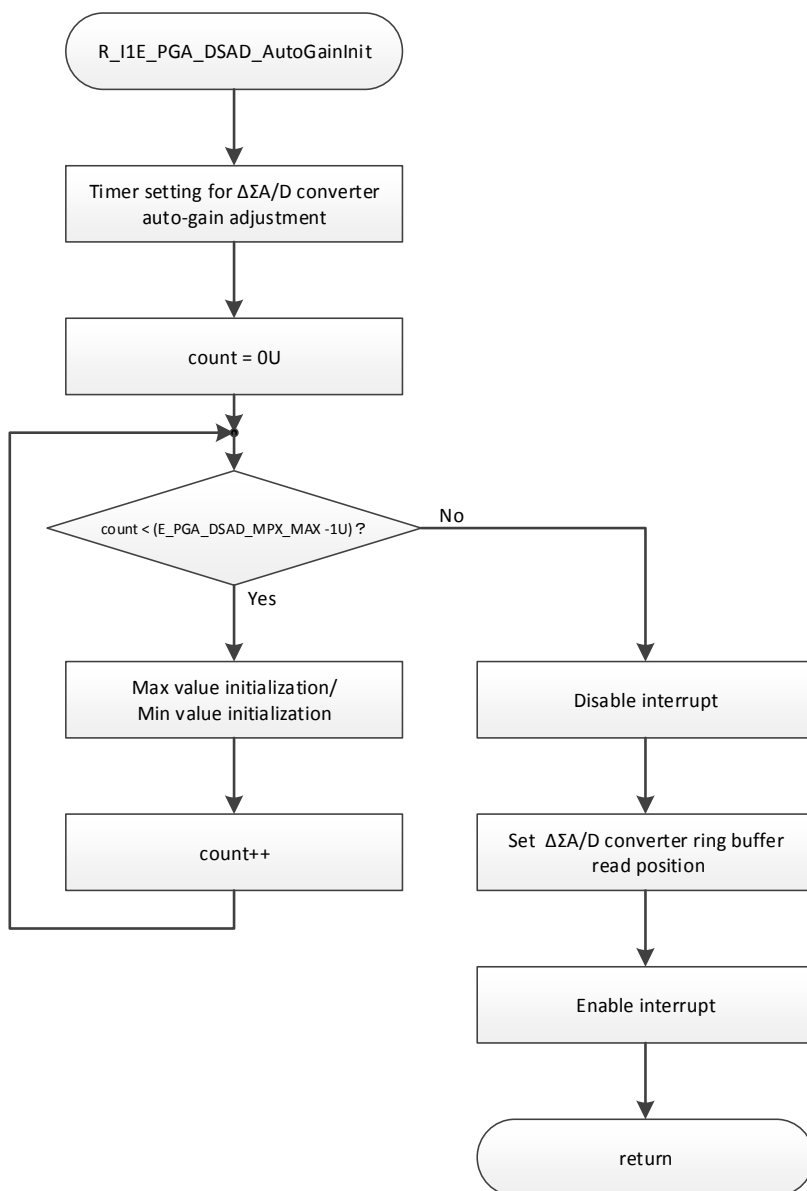 R_I1E_PGA_DSAD_AutoGainInit
Timer setting for ΔΣA/D converter
auto-gain adjustment
count = 0U
count < (E_PGA_DSAD_MPX_MAX -1U) ?
No
Yes
Max value initialization/
Min value initialization
Disable interrupt
count++
Set ΔΣA/D converter ring buffer
read position
Enable interrupt
return